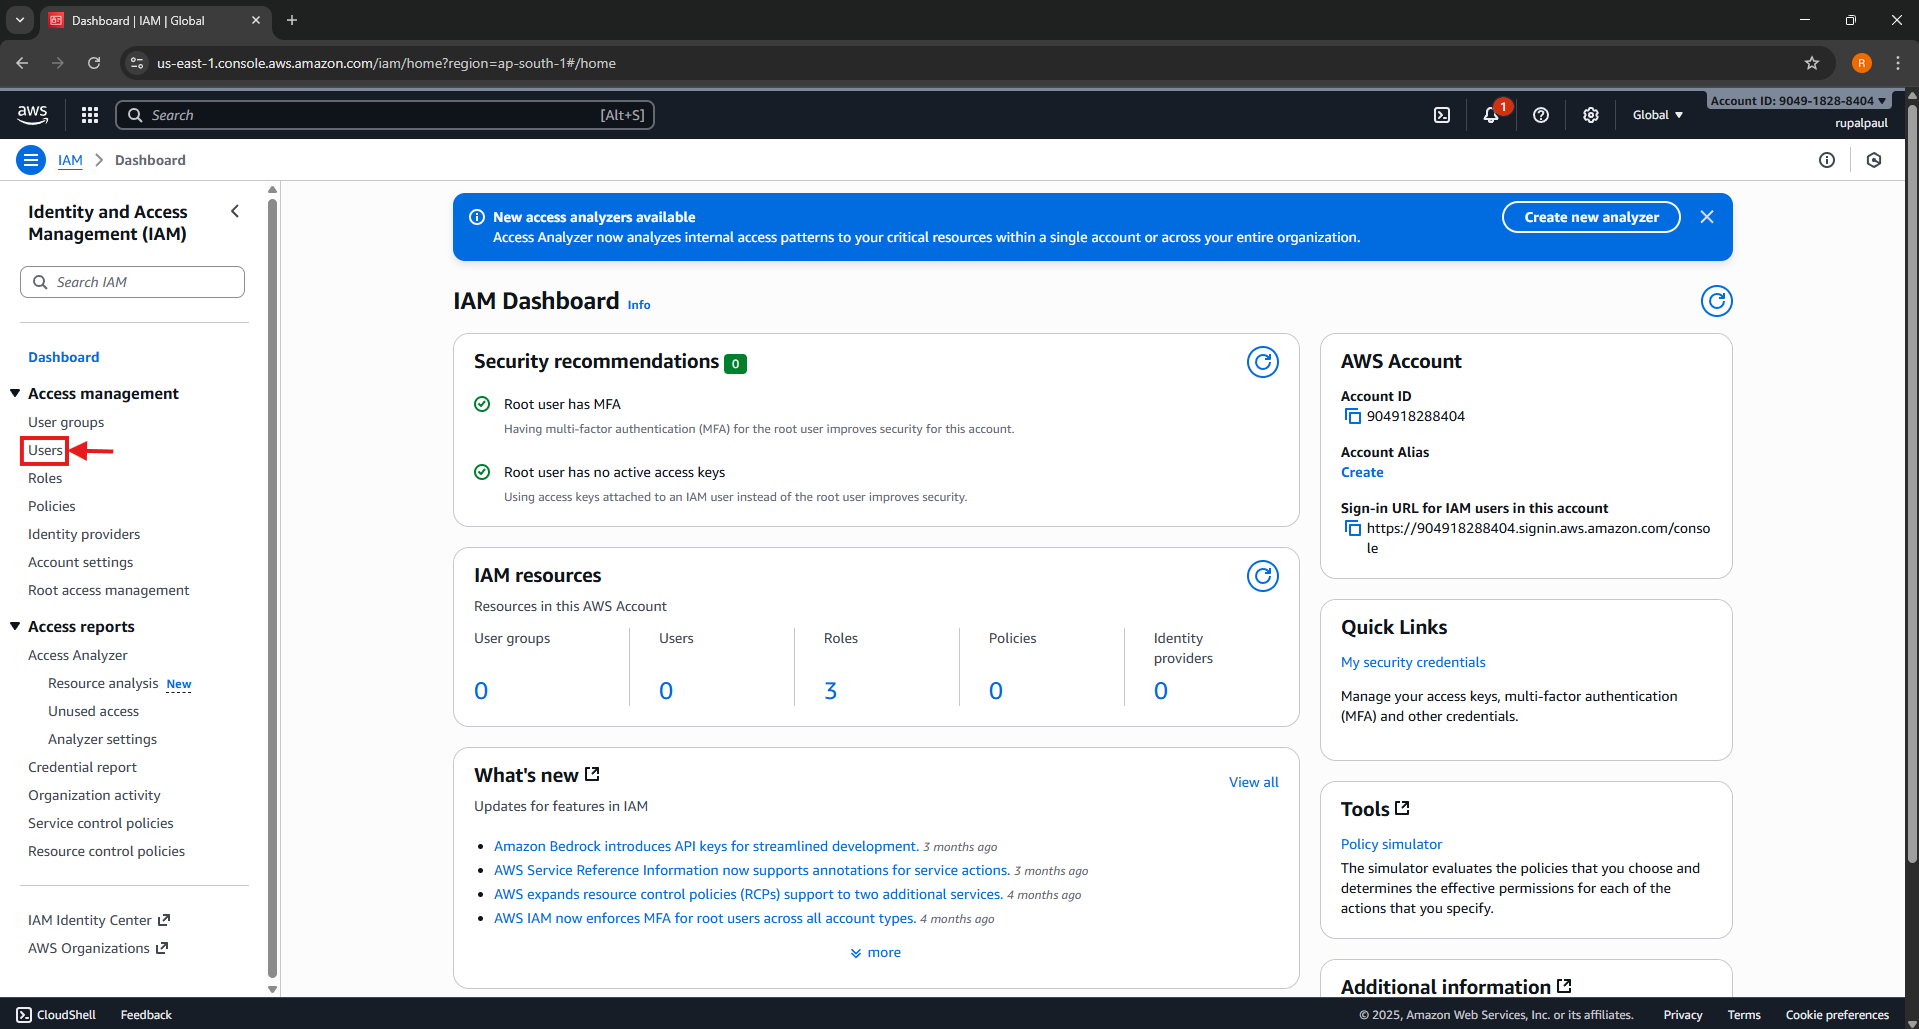 Dashboard | IAM | Global
us-east-1.console.aws.amazon.com/iam/home?region=ap-south-1#/home
R
aws
Search
[Alt+S]
1
Global
Account ID: 9049-1828-8404
rupalpaul
IAM
Dashboard
Identity and Access
Management (IAM)
Search IAM
Dashboard
Access management
User groups
Users
Roles
Policies
Identity providers
Account settings
Root access management
Access reports
Access Analyzer
Resource analysis New
Unused access
Analyzer settings
Credential report
Organization activity
Service control policies
Resource control policies
IAM Identity Center
AWS Organizations
New access analyzers available
Access Analyzer now analyzes internal access patterns to your critical resources within a single account or across your entire organization.
Create new analyzer
IAM Dashboard Info
Security recommendations 0
Root user has MFA
Having multi-factor authentication (MFA) for the root user improves security for this account.
Root user has no active access keys
Using access keys attached to an IAM user instead of the root user improves security.
IAM resources
Resources in this AWS Account
User groups
0
Users
0
Roles
3
Policies
0
Identity
providers
0
What's new
View all
Updates for features in IAM
Amazon Bedrock introduces API keys for streamlined development. 3 months ago
AWS Service Reference Information now supports annotations for service actions. 3 months ago
AWS expands resource control policies (RCPs) support to two additional services. 4 months ago
AWS IAM now enforces MFA for root users across all account types. 4 months ago
more
AWS Account
Account ID
904918288404
Account Alias
Create
Sign-in URL for IAM users in this account
https://904918288404.signin.aws.amazon.com/conso
le
Quick Links
My security credentials
Manage your access keys, multi-factor authentication
(MFA) and other credentials.
Tools
Policy simulator
The simulator evaluates the policies that you choose and
determines the effective permissions for each of the
actions that you specify.
Additional information
CloudShell
Feedback
© 2025, Amazon Web Services, Inc. or its affiliates.
Privacy
Terms
Cookie preferences